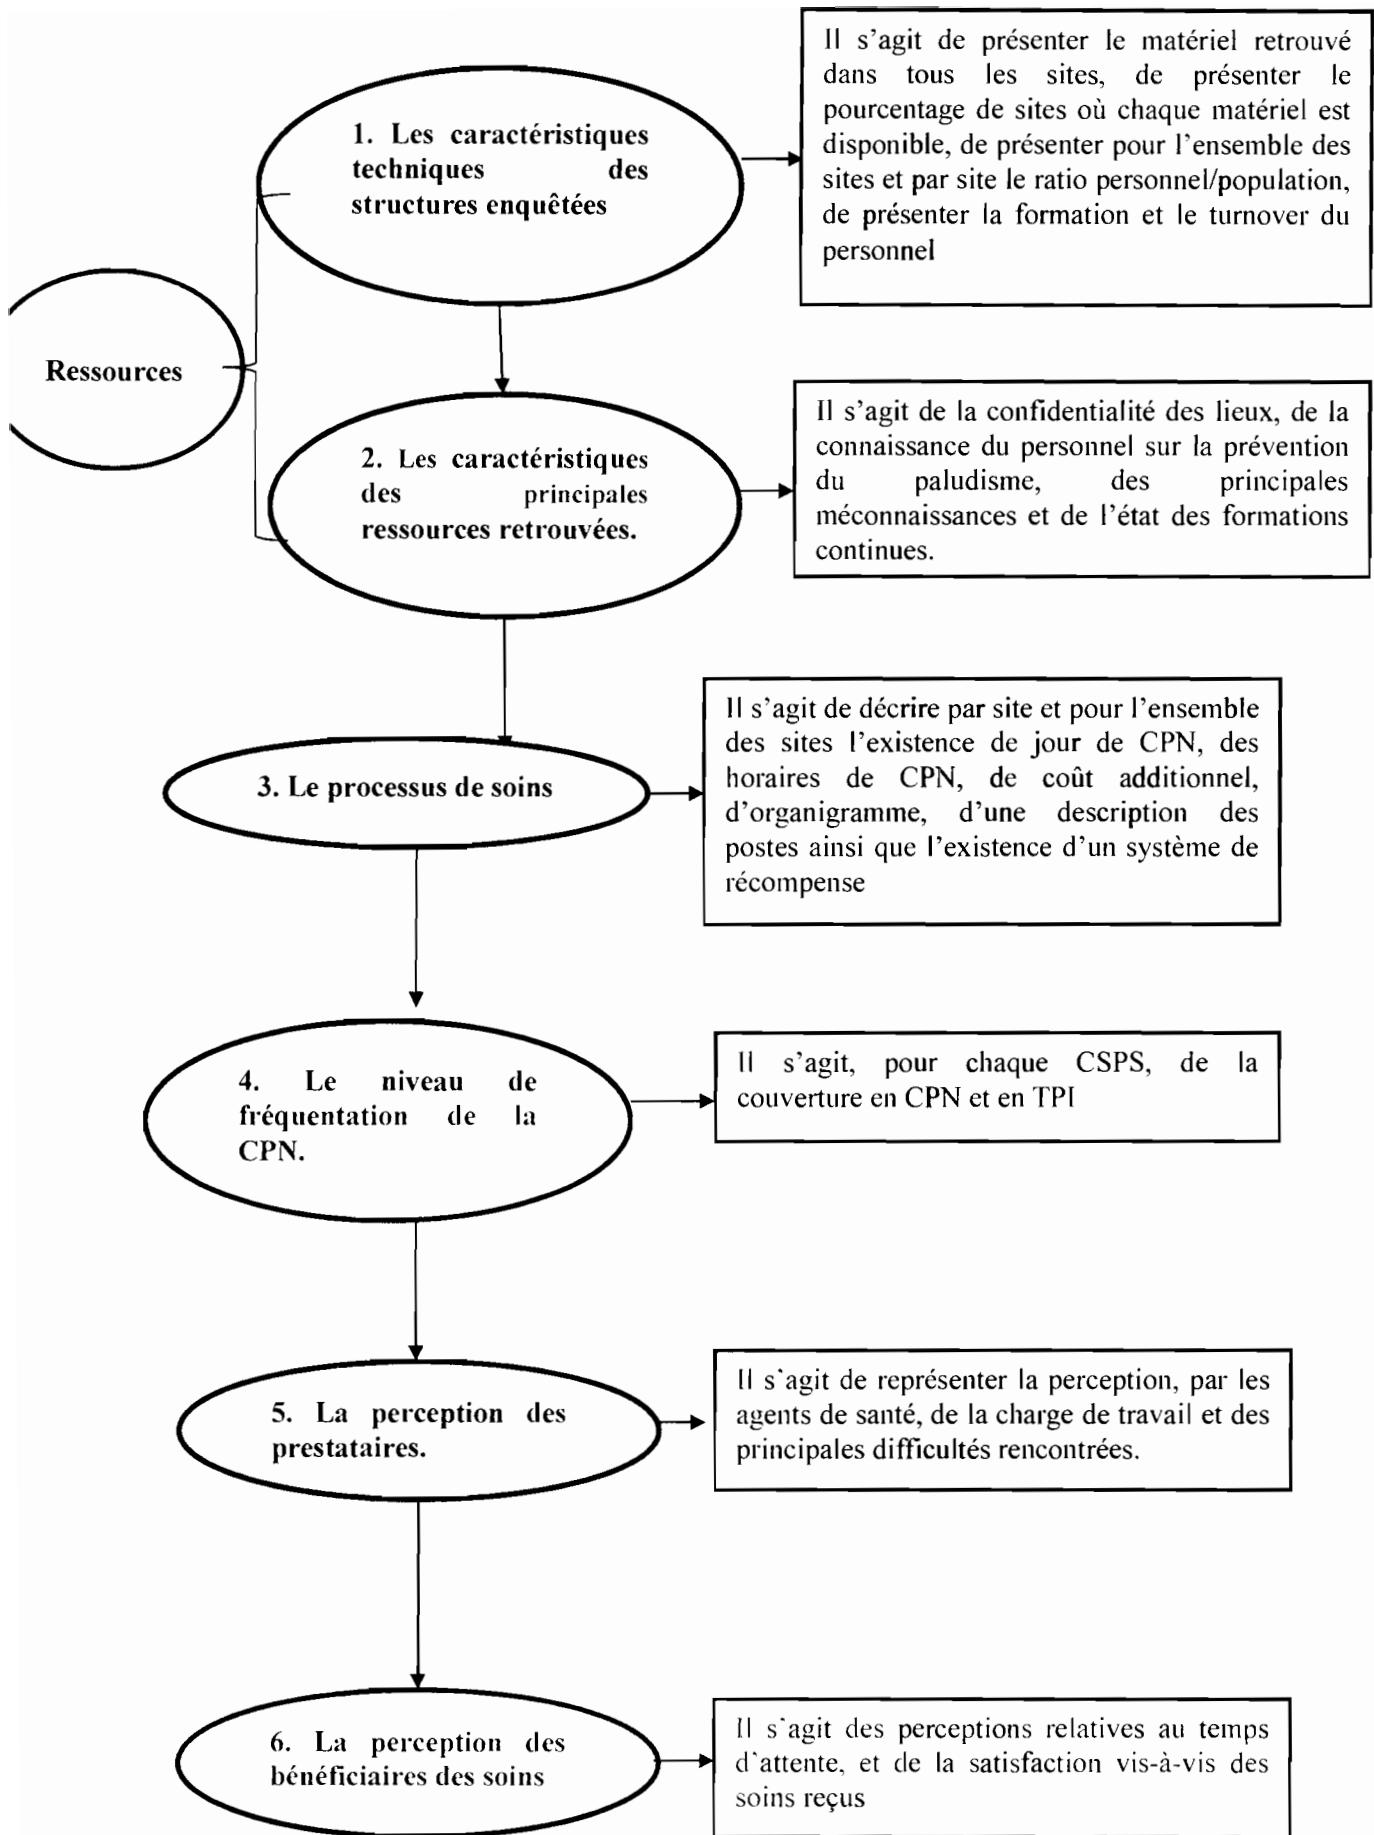 Il s’agit de présenter le matériel retrouvé
dans tous les sites, de présenter le
pourcentage de sites où chaque matériel est
disponible, de présenter pour l’ensemble des
sites et par site le ratio personnel/population,
de présenter la formation et le turnover du
personnel
1. Les caractéristiques
techniques des
structures enquêtées
Ressources
2. Les caractéristiques
des principales
ressources retrouvées.
Il s’agit de la confidentialité des lieux, de la
connaissance du personnel sur la prévention
du paludisme, des principales
méconnaissances et de l’état des formations
continues.
3. Le processus de soins
Il s’agit de décrire par site et pour l’ensemble
des sites l’existence de jour de CPN, des
horaires de CPN, de coût additionnel,
d’organigramme, d’une description des
postes ainsi que l’existence d’un système de
récompense
4. Le niveau de
fréquentation de la
CPN.
Il s’agit, pour chaque CSPS, de la
couverture en CPN et en TPI
5. La perception des
prestataires.
Il s’agit de représenter la perception, par les
agents de santé, de la charge de travail et des
principales difficultés rencontrées.
6. La perception des
bénéficiaires des soins
Il s’agit des perceptions relatives au temps
d’attente, et de la satisfaction vis-à-vis des
soins reçus